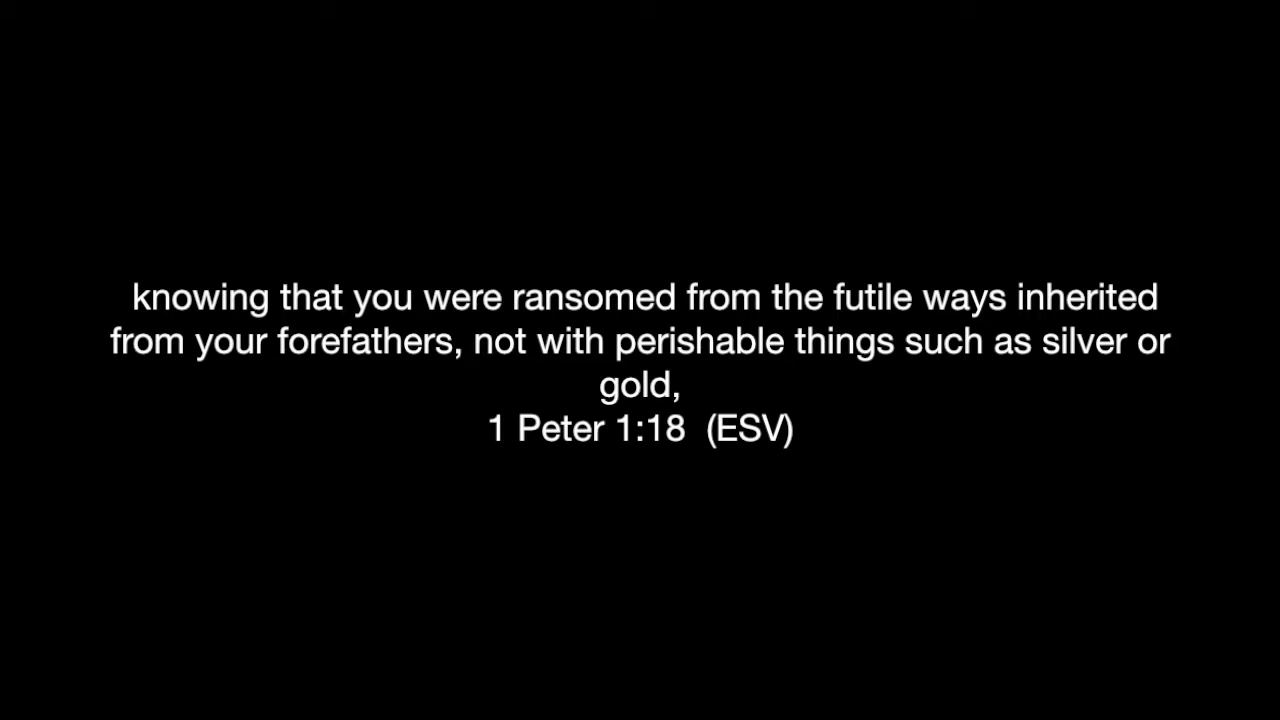 knowing that you were ransomed from the futile ways inherited
from your forefathers, not with perishable things such as silver or
gold,
1 Peter 1:18  (ESV)